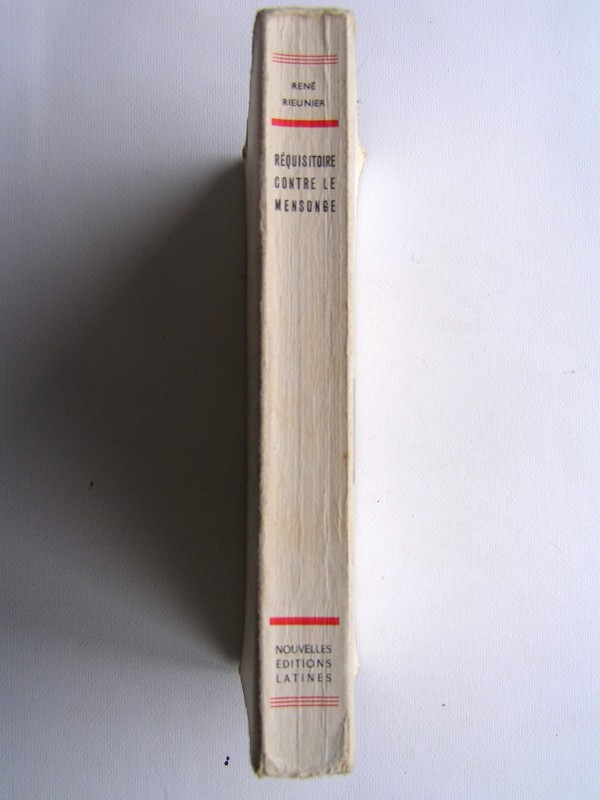 RENÉ
RIEUNIER
RÉQUISITOIRE
CONTRE LE
MENSONGE
NOUVELLES
ÉDITIONS
LATINES